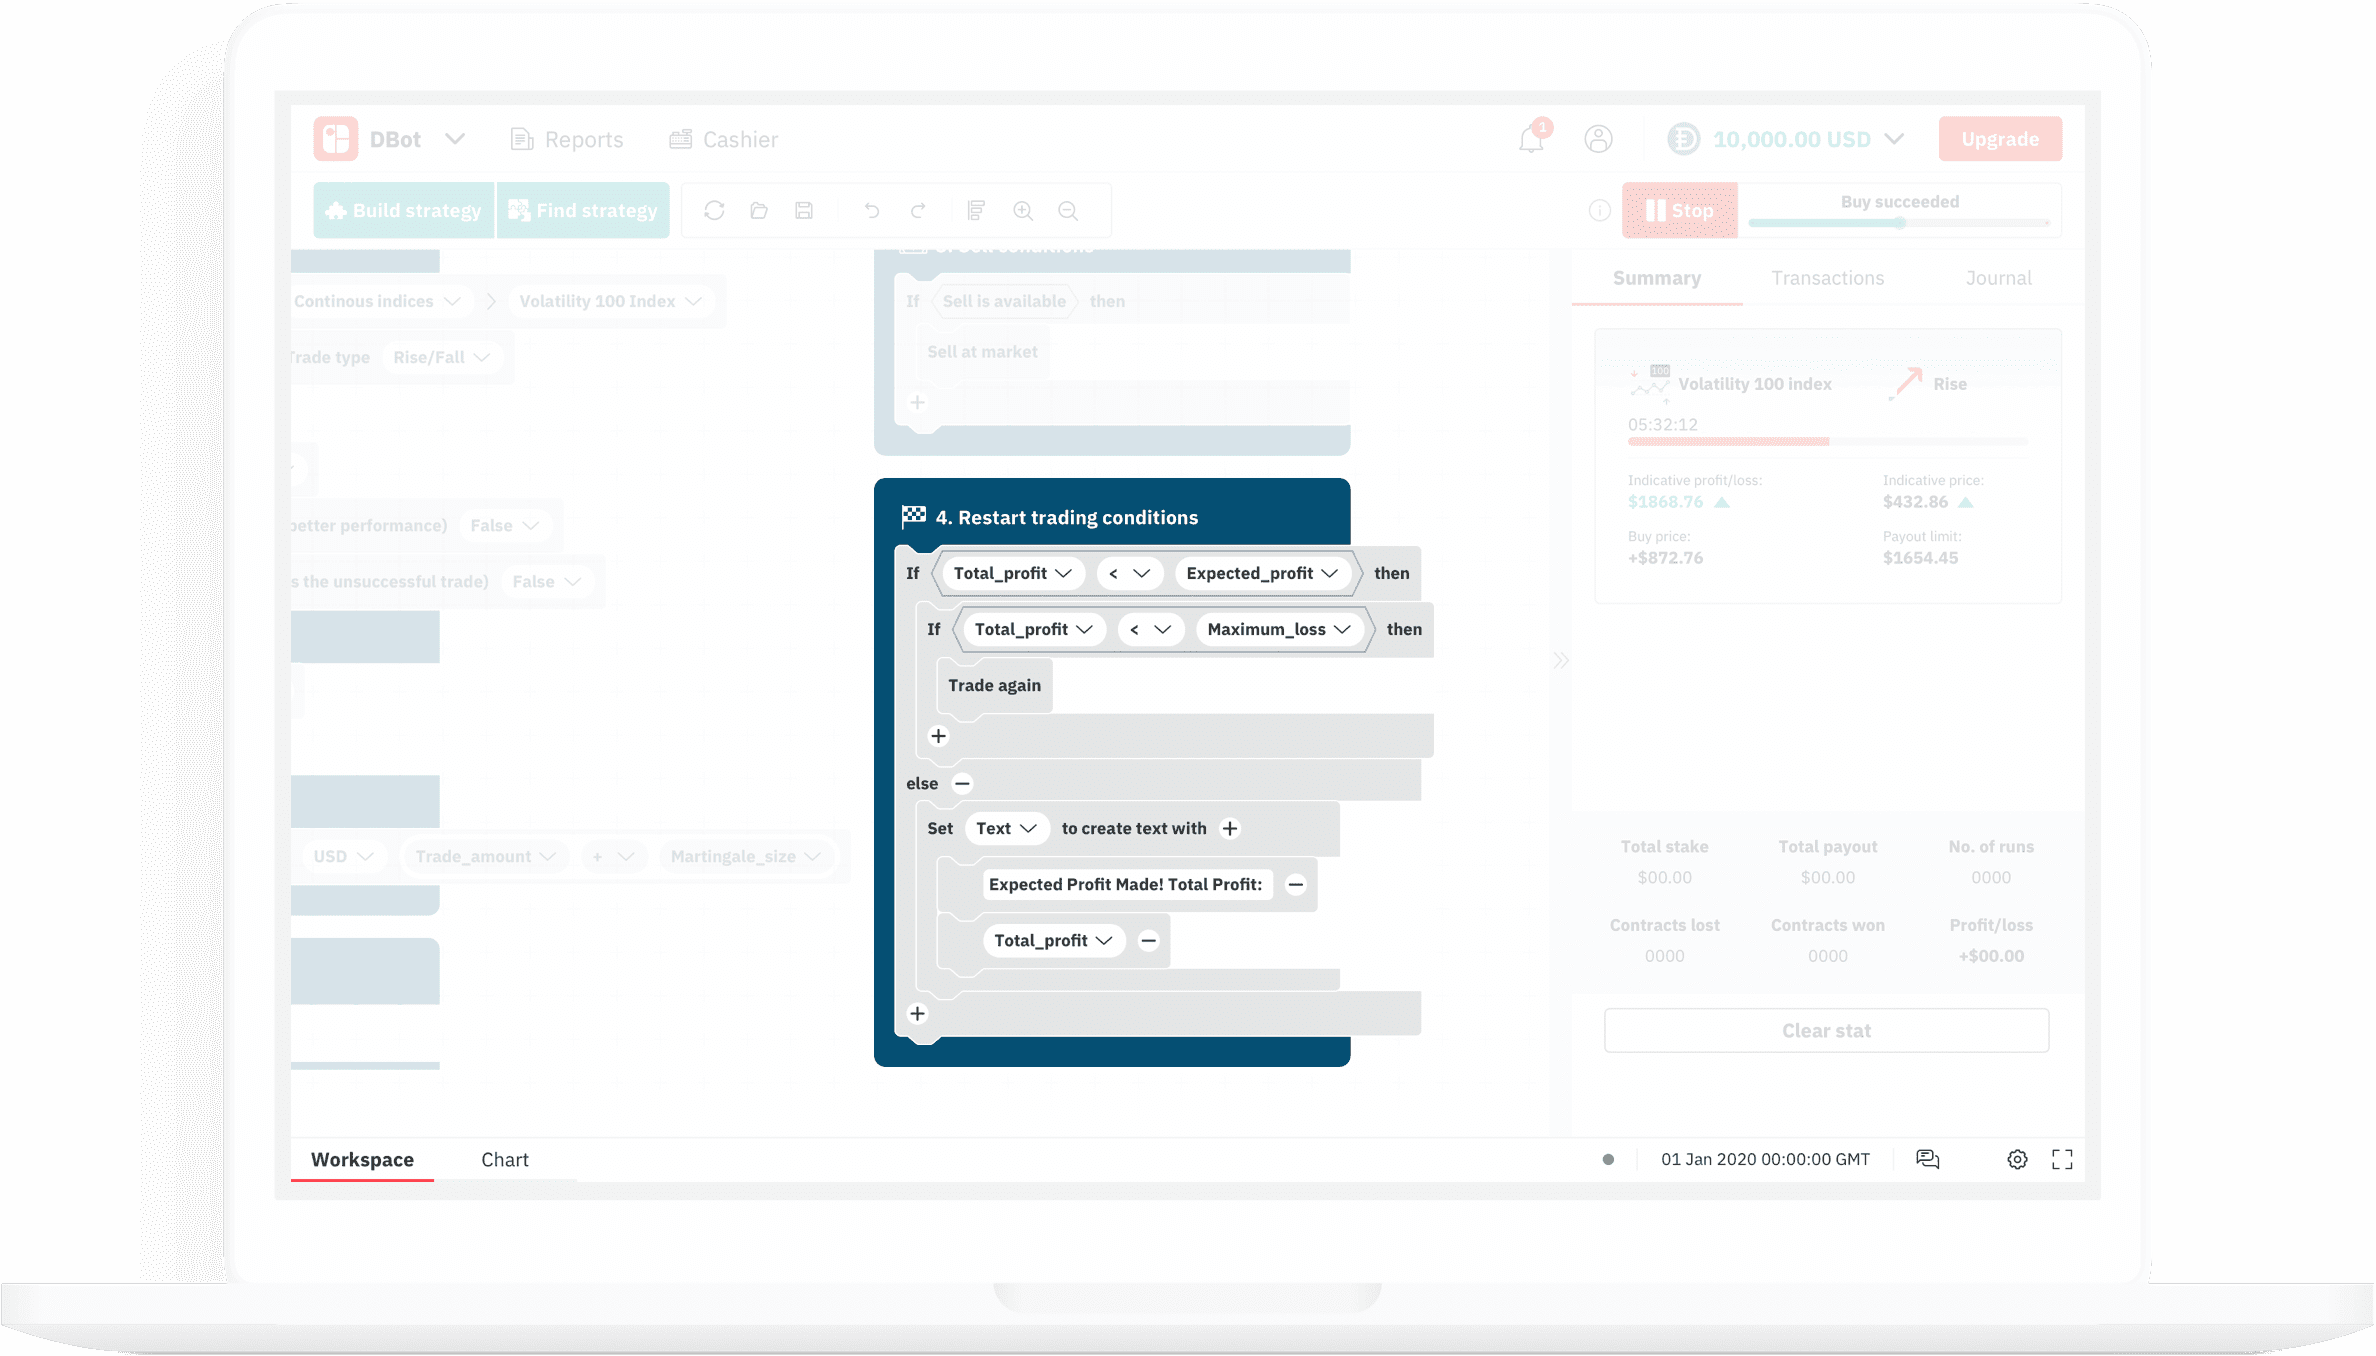 DBot Reports Cashier 1 10,000.00 USD Upgrade
Build strategy Find strategy Stop Buy succeeded
Continous indices Volatility 100 Index
Trade type Rise/Fall
better performance) False
s the unsuccessful trade) False
USD Trade_amount + Martingale_size
3. Sell conditions
If Sell is available then
Sell at market
4. Restart trading conditions
If Total_profit < Expected_profit then
If Total_profit < Maximum_loss then
Trade again
else
Set Text to create text with
Expected Profit Made! Total Profit:
Total_profit
Summary Transactions Journal
100 Volatility 100 index Rise
05:32:12
Indicative profit/loss: Indicative price:
$1868.76 $432.86
Buy price: Payout limit:
+$872.76 $1654.45
Total stake Total payout No. of runs
$00.00 $00.00 0000
Contracts lost Contracts won Profit/loss
0000 0000 +$00.00
Clear stat
Workspace Chart 01 Jan 2020 00:00:00 GMT